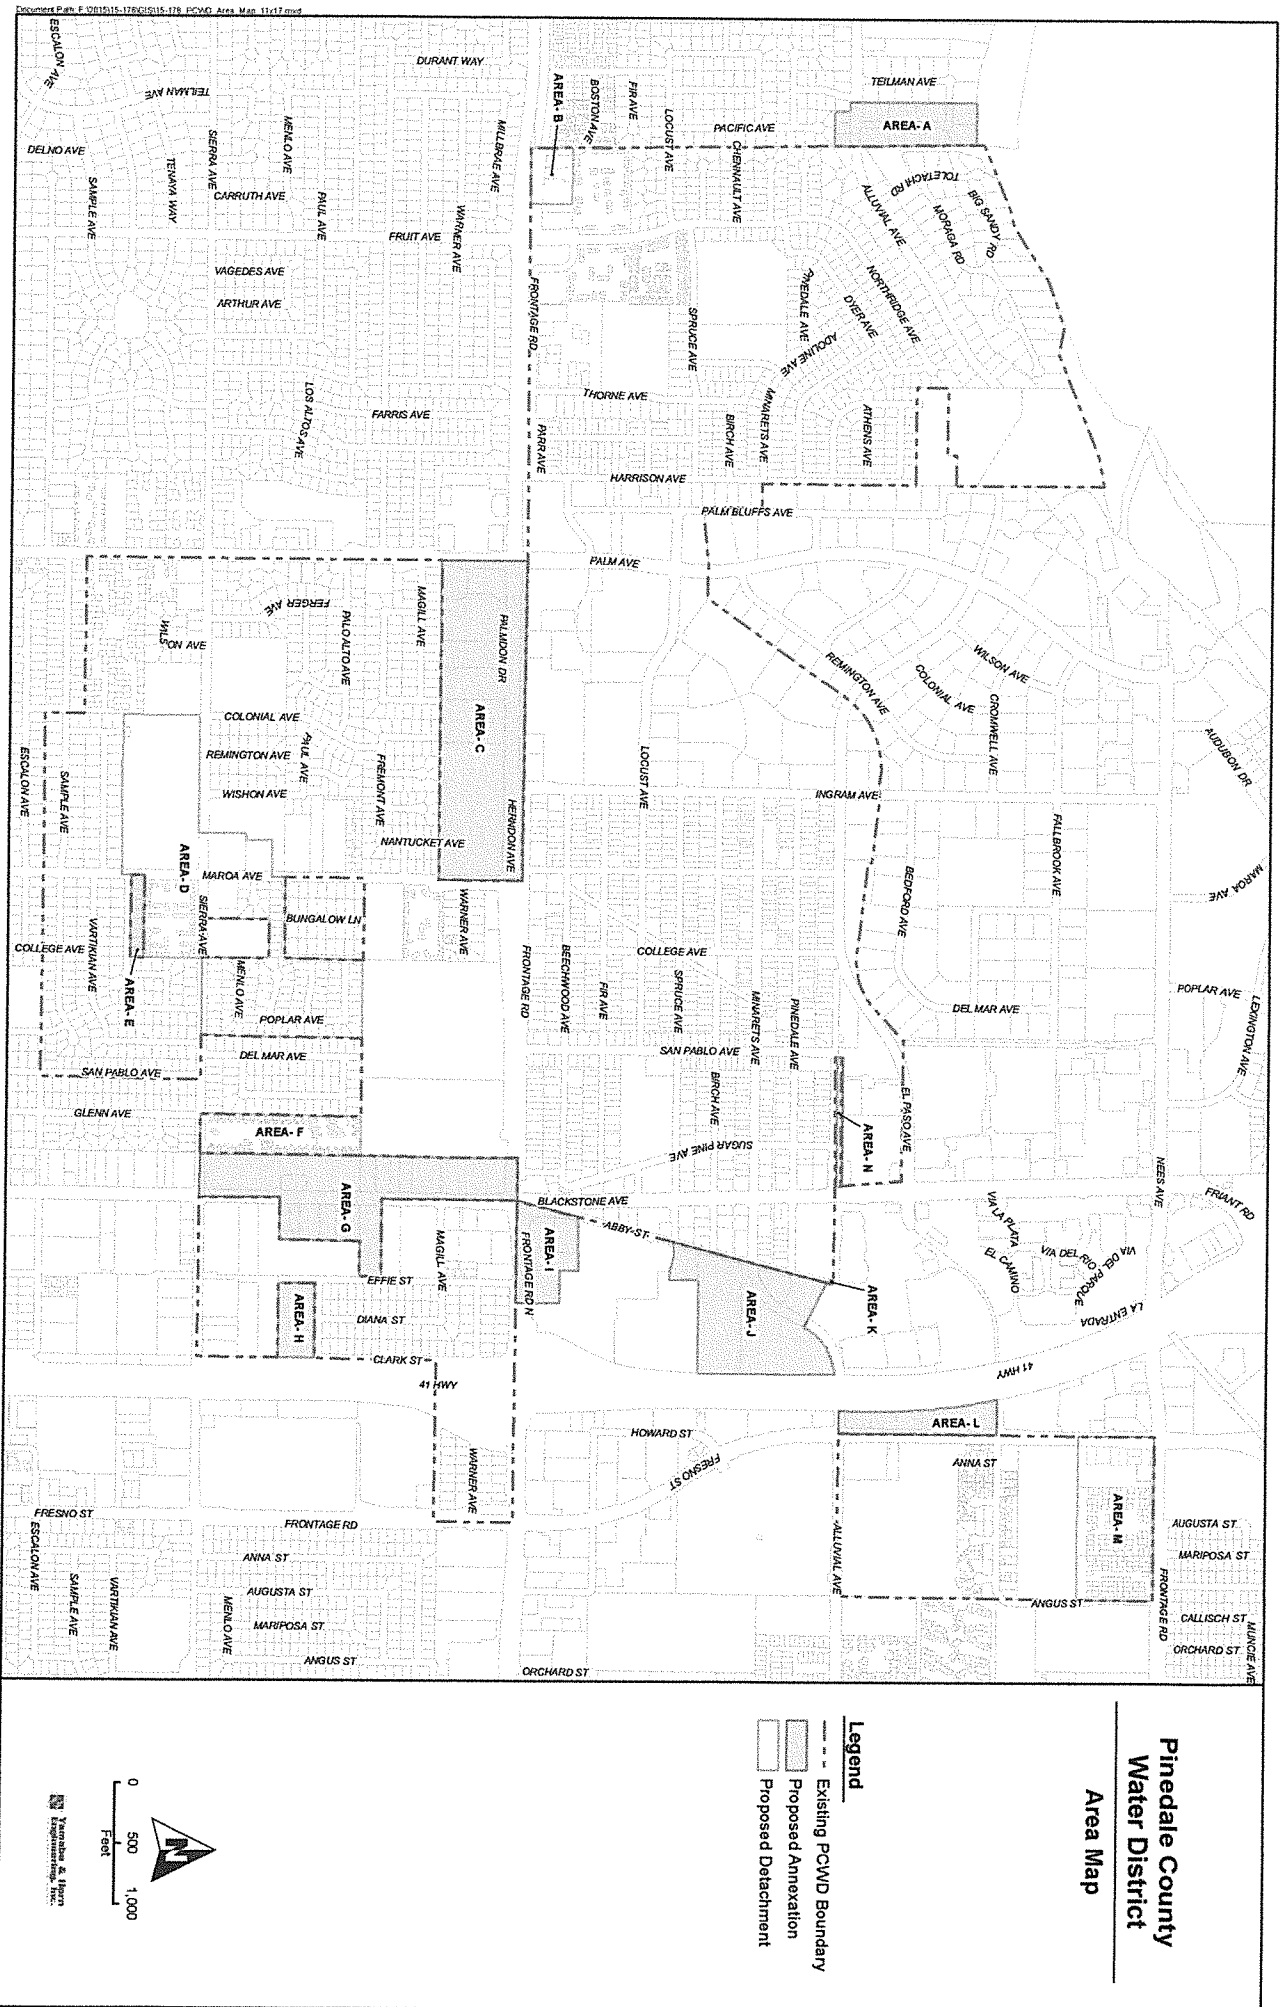 Document Path: F:\2015\15-176\GIS\15-178_PCWD_Area_Map_11x17.mxd
ESCALON AVE
TEILMAN AVE
DURANT WAY
AREA- B
BOSTON AVE
FIR AVE
LOCUST AVE
PACIFIC AVE
TEILMAN AVE
AREA- A
DELNO AVE
SAMPLE AVE
TENAYA WAY
SIERRA AVE
MENLO AVE
CARRUTH AVE
PAUL AVE
MILLBRAE AVE
WARNER AVE
FRUIT AVE
CHENNAULT AVE
TOLETACHI RD
ALLUVIAL AVE
MORAGA RD
BIG SANDY RD
VAGEDES AVE
ARTHUR AVE
FRONTAGE RD
SPRUCE AVE
PINEDALE AVE
DYER AVE
NORTHRIDGE AVE
ADOLINE AVE
LOS ALTOS AVE
FARRIS AVE
THORNE AVE
PARR AVE
BIRCH AVE
MINARETS AVE
ATHENS AVE
HARRISON AVE
PALM BLUFFS AVE
PALM AVE
WILSON AVE
FERGER AVE
PALO ALTO AVE
MAGILL AVE
PALMDON DR
AREA- C
HERNDON AVE
REMINGTON AVE
COLONIAL AVE
WILSON AVE
CROMWELL AVE
AUDUBON DR
COLONIAL AVE
REMINGTON AVE
PAUL AVE
WISHON AVE
FREMONT AVE
NANTUCKET AVE
ESCALON AVE
SAMPLE AVE
LOCUST AVE
INGRAM AVE
FALLBROOK AVE
MAROA AVE
AREA- D
MAROA AVE
SIERRA AVE
BUNGALOW LN
WARNER AVE
BEDFORD AVE
COLLEGE AVE
VARTIKIAN AVE
AREA- E
MENLO AVE
POPLAR AVE
FRONTAGE RD
BEECHWOOD AVE
FIR AVE
COLLEGE AVE
SPRUCE AVE
MINARETS AVE
PINEDALE AVE
DEL MAR AVE
POPLAR AVE
LEXINGTON AVE
DEL MAR AVE
SAN PABLO AVE
SAN PABLO AVE
BIRCH AVE
GLENN AVE
AREA- F
SUGAR PINE AVE
AREA- N
EL PASO AVE
NEES AVE
FRIANT RD
AREA- G
BLACKSTONE AVE
ABBY ST
AREA- I
FRONTAGE RD N
MAGILL AVE
EFFIE ST
AREA- H
DIANA ST
CLARK ST
AREA- J
AREA- K
VIA LA PLATA
EL CAMINO
VIA DEL RIO
VIA DEL PARQUE
LA ENTRADA
41 HWY
41 HWY
AREA- L
HOWARD ST
FRESNO ST
WARNER AVE
ANNA ST
AREA- M
FRESNO ST
FRONTAGE RD
ESCALON AVE
SAMPLE AVE
VARTIKIAN AVE
ANNA ST
AUGUSTA ST
MENLO AVE
MARIPOSA ST
ANGUS ST
ORCHARD ST
ALLUVIAL AVE
ANGUS ST
FRONTAGE RD
AUGUSTA ST
MARIPOSA ST
CALLISCH ST
ORCHARD ST
MUNCIE AVE
Pinedale County
Water District
Area Map
Legend
Existing PCWD Boundary
Proposed Annexation
Proposed Detachment
N
0 500 1,000
Feet
Yamabe & Horn
Engineering, Inc.